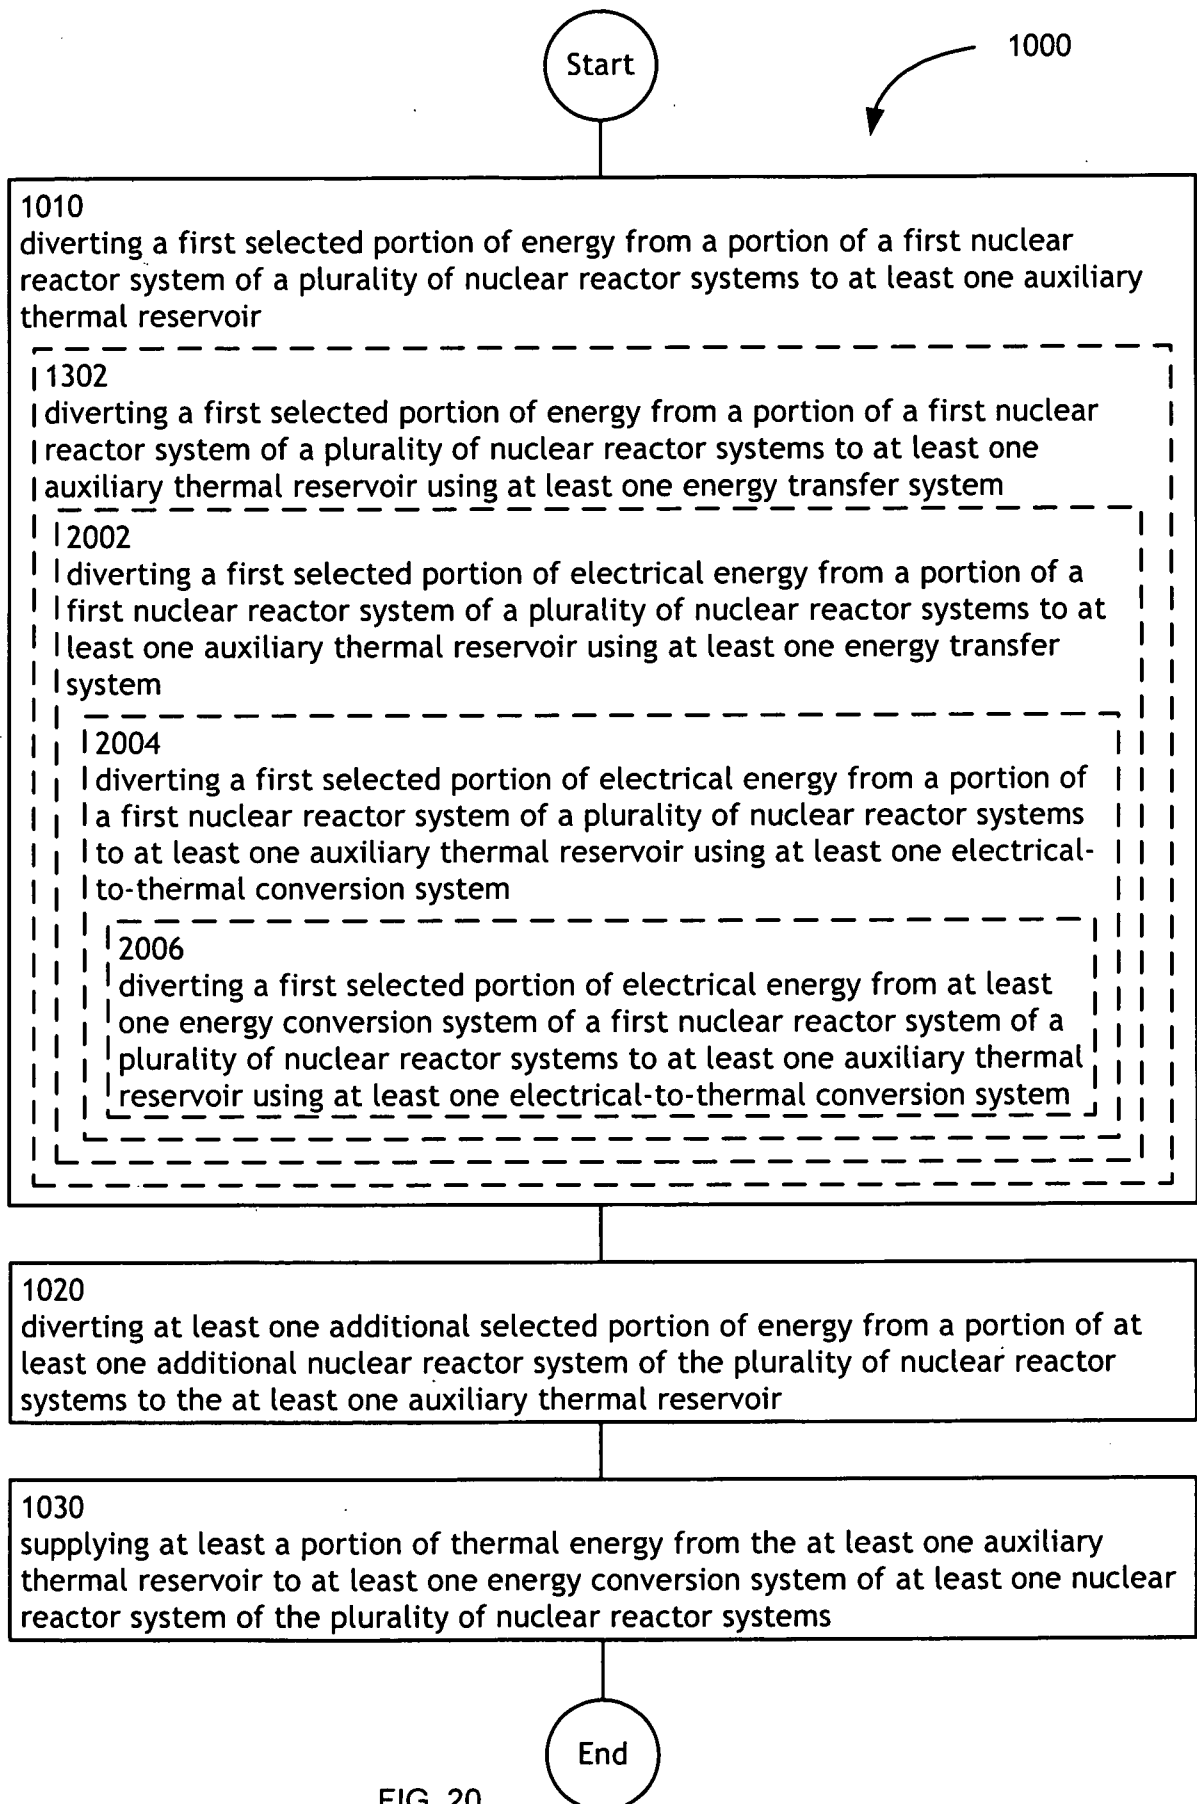 Start
1000
1010
diverting a first selected portion of energy from a portion of a first nuclear
reactor system of a plurality of nuclear reactor systems to at least one auxiliary
thermal reservoir
1302
diverting a first selected portion of energy from a portion of a first nuclear
reactor system of a plurality of nuclear reactor systems to at least one
auxiliary thermal reservoir using at least one energy transfer system
2002
diverting a first selected portion of electrical energy from a portion of a
first nuclear reactor system of a plurality of nuclear reactor systems to at
least one auxiliary thermal reservoir using at least one energy transfer
system
2004
diverting a first selected portion of electrical energy from a portion of
a first nuclear reactor system of a plurality of nuclear reactor systems
to at least one auxiliary thermal reservoir using at least one electrical-
to-thermal conversion system
2006
diverting a first selected portion of electrical energy from at least
one energy conversion system of a first nuclear reactor system of a
plurality of nuclear reactor systems to at least one auxiliary thermal
reservoir using at least one electrical-to-thermal conversion system
1020
diverting at least one additional selected portion of energy from a portion of at
least one additional nuclear reactor system of the plurality of nuclear reactor
systems to the at least one auxiliary thermal reservoir
1030
supplying at least a portion of thermal energy from the at least one auxiliary
thermal reservoir to at least one energy conversion system of at least one nuclear
reactor system of the plurality of nuclear reactor systems
End
FIG. 20